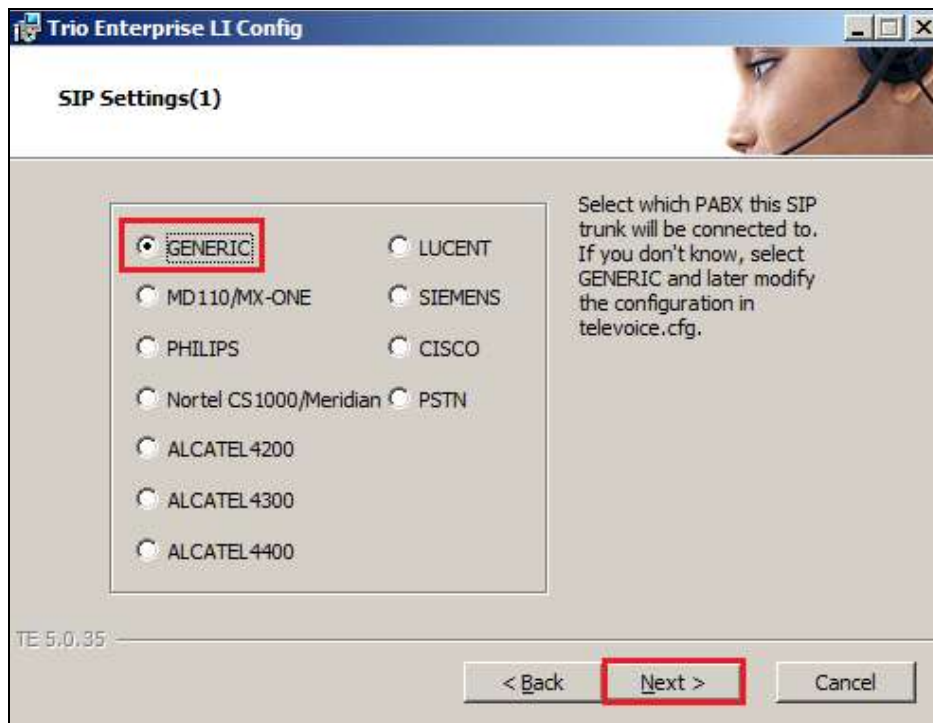 Trio Enterprise LI Config
SIP Settings(1)
GENERIC
MD110/MX-ONE
PHILIPS
Nortel CS1000/Meridian
ALCATEL4200
ALCATEL4300
ALCATEL4400
LUCENT
SIEMENS
CISCO
PSTN
Select which PABX this SIP
trunk will be connected to.
If you don't know, select
GENERIC and later modify
the configuration in
televoice.cfg.
TE 5.0.35
< Back
Next >
Cancel